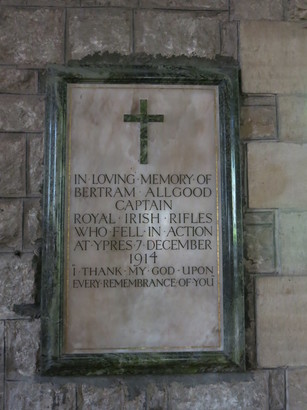 IN · LOVING · MEMORY · OF
BERTRAM · ALLGOOD
CAPTAIN
ROYAL · IRISH · RIFLES
WHO · FELL · IN · ACTION
AT · YPRES · 7 · DECEMBER
1914
"I · THANK · MY · GOD · UPON
EVERY · REMEMBRANCE · OF · YOU"